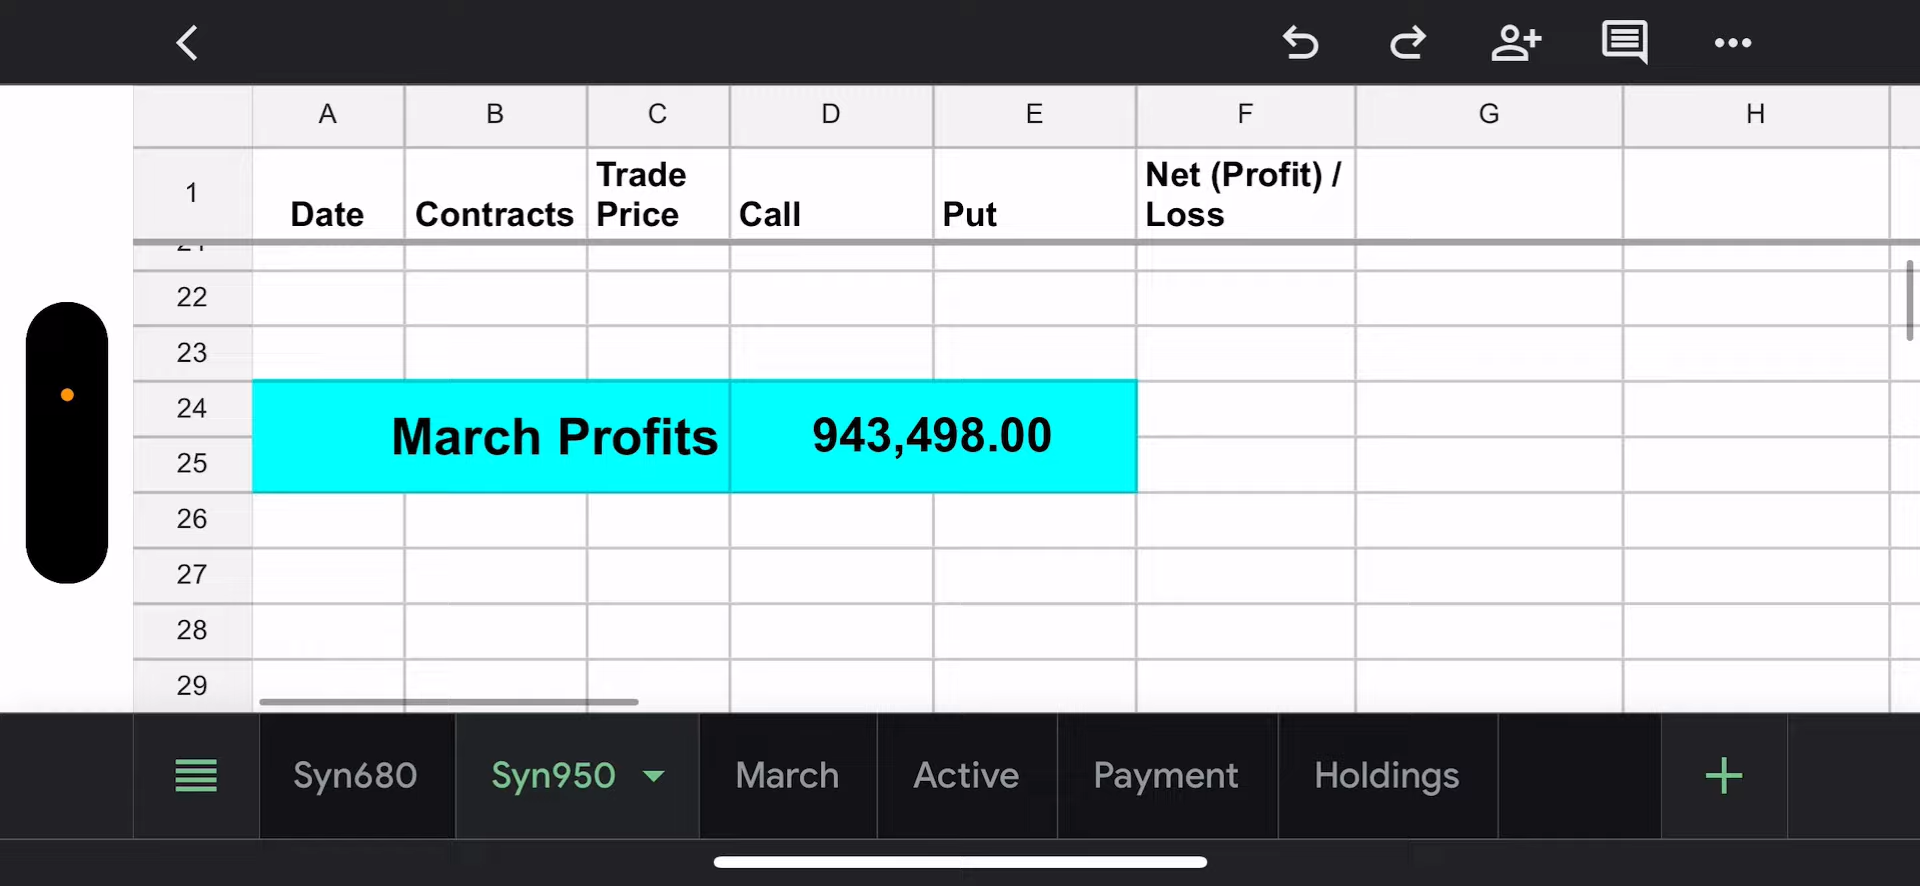 A B C D E F G H
1 Date Contracts Trade Price Call Put Net (Profit) / Loss
22
23
24
March Profits 943,498.00
25
26
27
28
29
Syn680 Syn950 March Active Payment Holdings